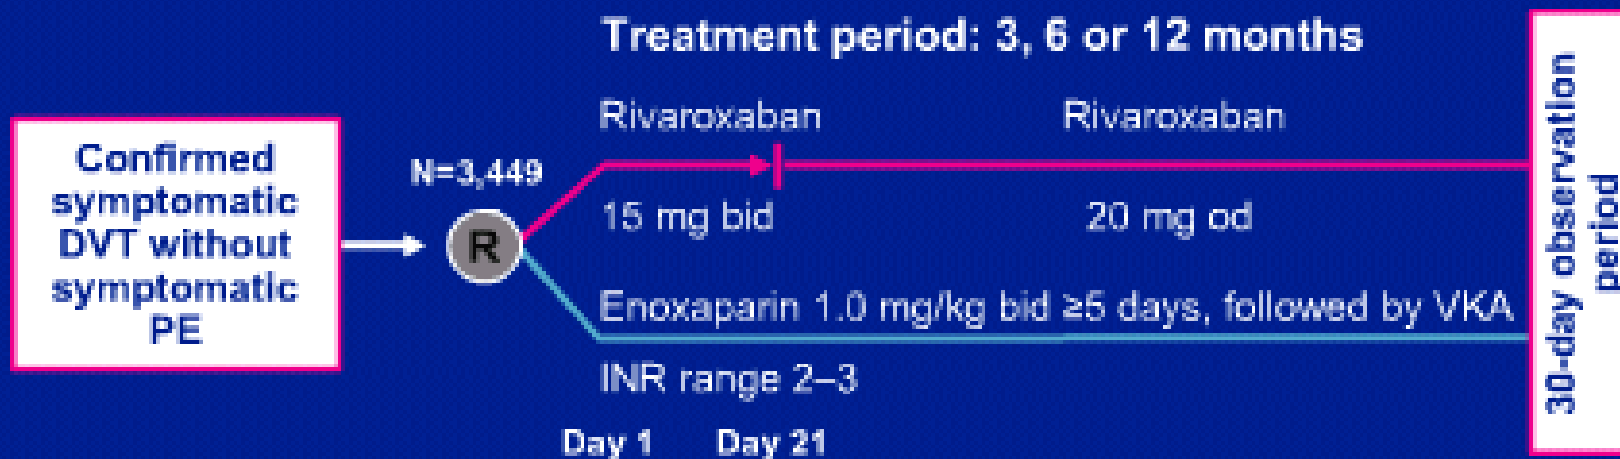 Treatment period: 3, 6 or 12 months
Confirmed
symptomatic
DVT without
symptomatic
PE
N=3,449
R
Rivaroxaban
Rivaroxaban
15 mg bid
20 mg od
Enoxaparin 1.0 mg/kg bid ≥5 days, followed by VKA
INR range 2–3
Day 1
Day 21
30-day observation
period